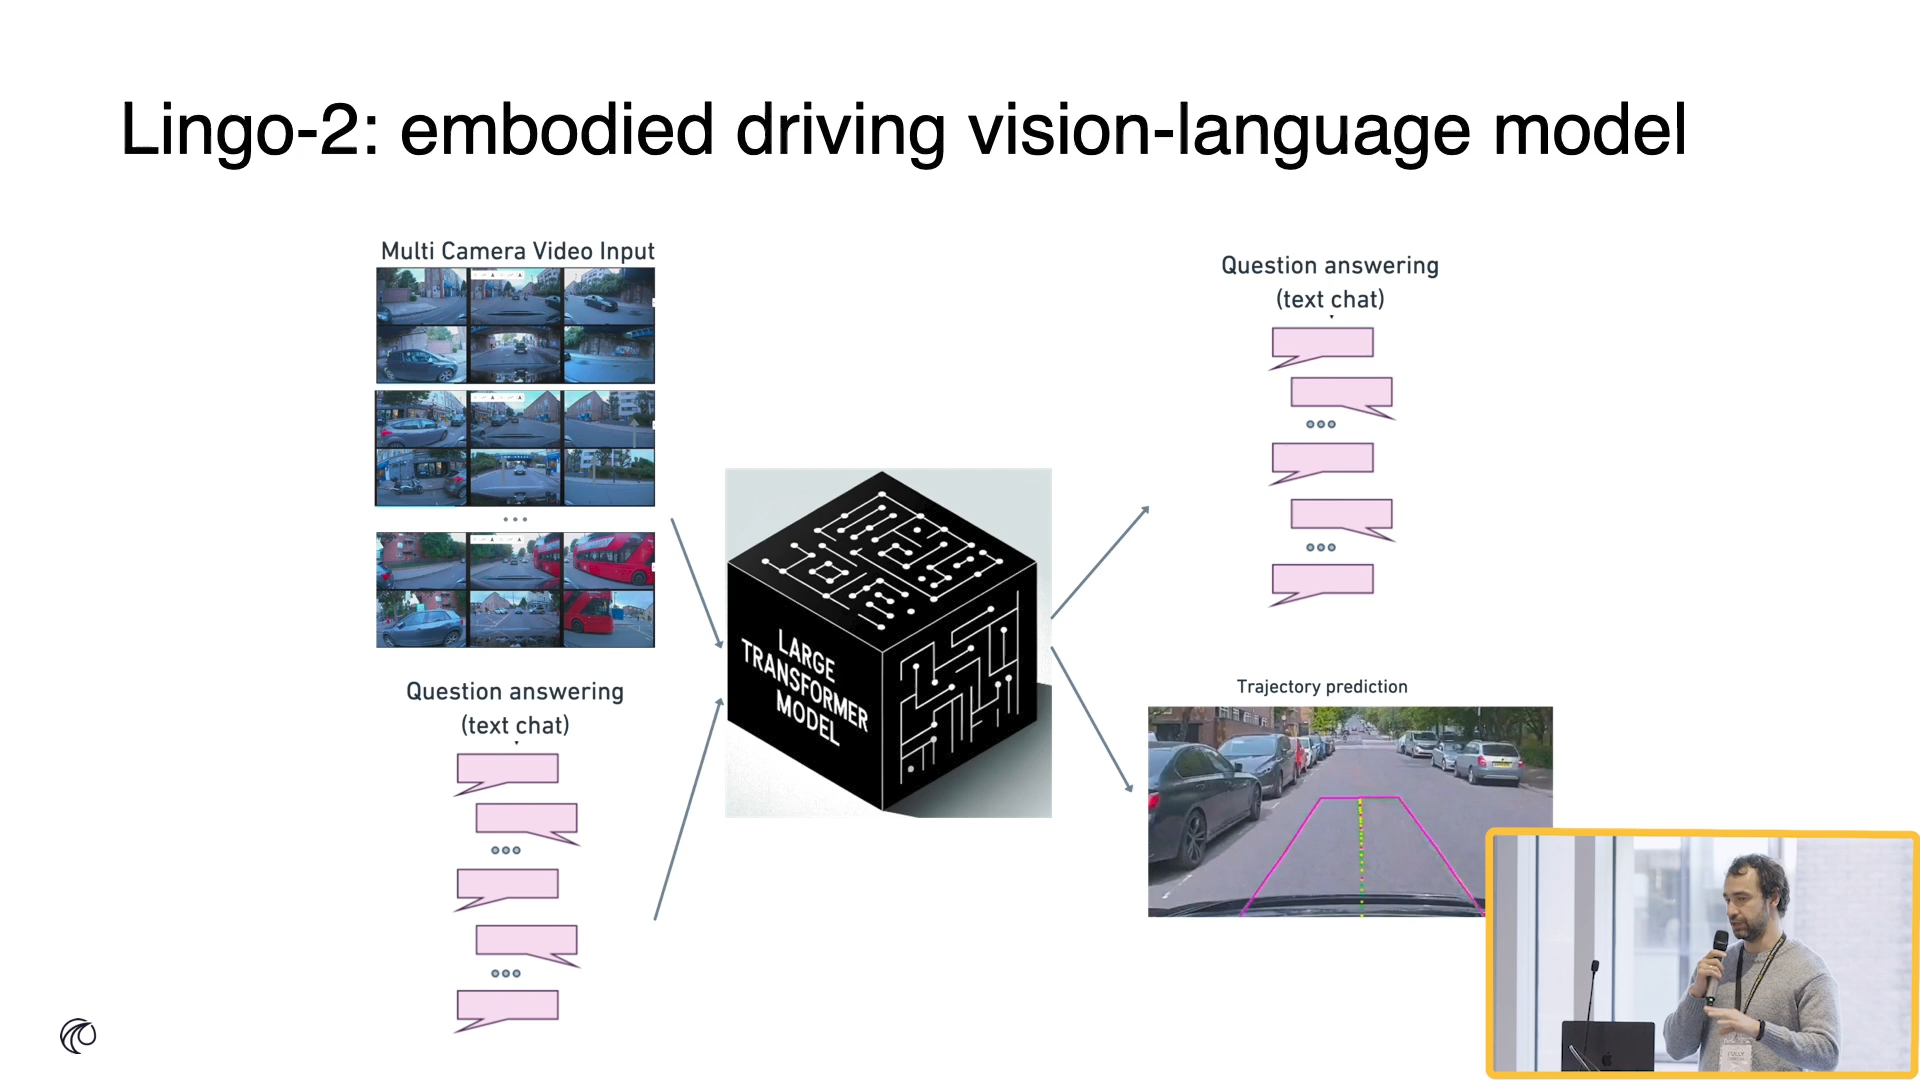 Lingo-2: embodied driving vision-language model
Multi Camera Video Input
Question answering
(text chat)
LARGE
TRANSFORMER
MODEL
Question answering
(text chat)
Trajectory prediction